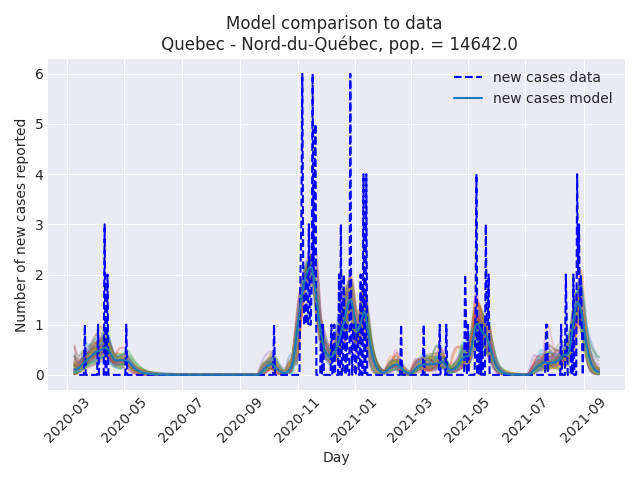 Model comparison to data
Quebec - Nord-du-Québec, pop. = 14642.0
new cases data
new cases model
Number of new cases reported
6
5
4
3
2
1
0
2020-03
2020-05
2020-07
2020-09
2020-11
2021-01
2021-03
2021-05
2021-07
2021-09
Day